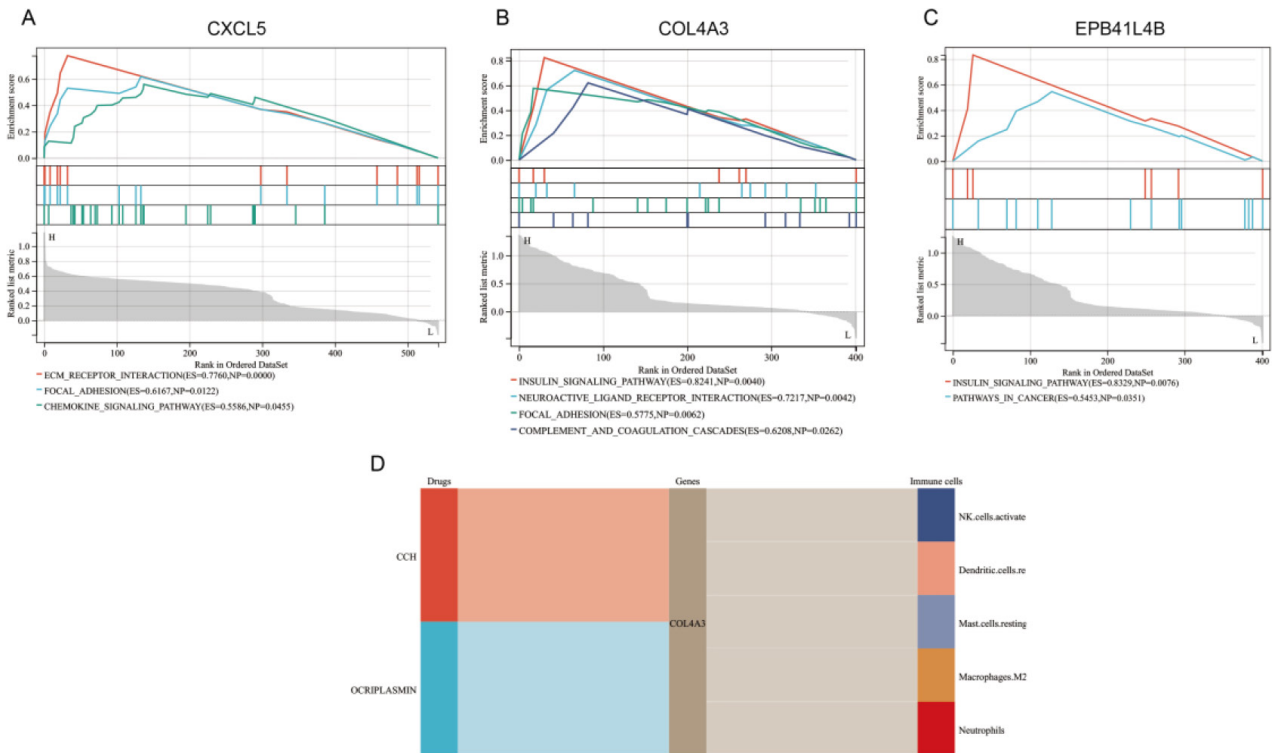 A
CXCL5
Enrichment score
0.6
0.4
0.2
0.0
Ranked list metric
H
1.0
0.8
0.6
0.4
0.2
0.0
L
0 100 200 300 400 500
Rank in Ordered DataSet
ECM_RECEPTOR_INTERACTION(ES=0.7760,NP=0.0000)
FOCAL_ADHESION(ES=0.6167,NP=0.0122)
CHEMOKINE_SIGNALING_PATHWAY(ES=0.5586,NP=0.0455)
B
COL4A3
Enrichment score
0.8
0.6
0.4
0.2
0.0
Ranked list metric
H
1.0
0.5
0.0
L
0 100 200 300 400
Rank in Ordered DataSet
INSULIN_SIGNALING_PATHWAY(ES=0.8241,NP=0.0040)
NEUROACTIVE_LIGAND_RECEPTOR_INTERACTION(ES=0.7217,NP=0.0042)
FOCAL_ADHESION(ES=0.5775,NP=0.0062)
COMPLEMENT_AND_COAGULATION_CASCADES(ES=0.6208,NP=0.0262)
C
EPB41L4B
Enrichment score
0.8
0.6
0.4
0.2
0.0
Ranked list metric
H
1.0
0.5
0.0
L
0 100 200 300 400
Rank in Ordered DataSet
INSULIN_SIGNALING_PATHWAY(ES=0.8329,NP=0.0076)
PATHWAYS_IN_CANCER(ES=0.5453,NP=0.0351)
D
Drugs Genes Immune cells
CCH
OCRIPLASMIN
COL4A3
NK.cells.activate
Dendritic.cells.re
Mast.cells.resting
Macrophages.M2
Neutrophils